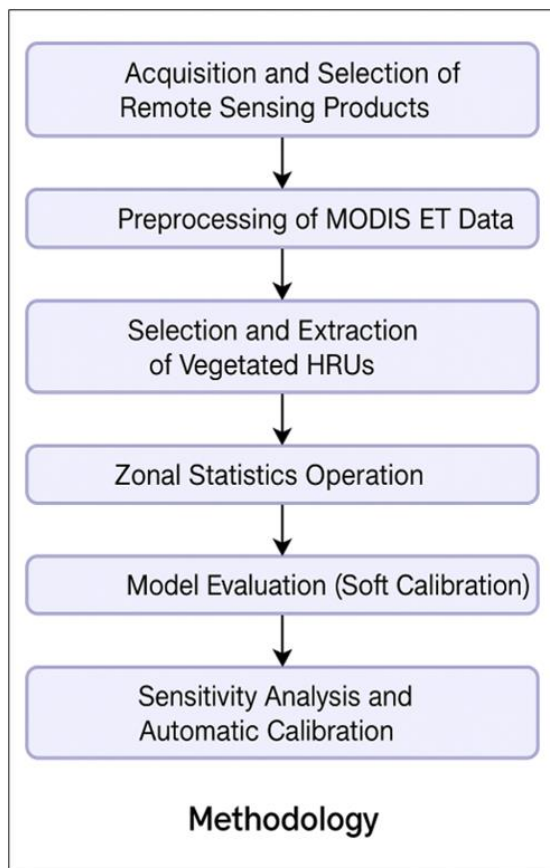 Acquisition and Selection of
Remote Sensing Products
Preprocessing of MODIS ET Data
Selection and Extraction
of Vegetated HRUs
Zonal Statistics Operation
Model Evaluation (Soft Calibration)
Sensitivity Analysis and
Automatic Calibration
Methodology